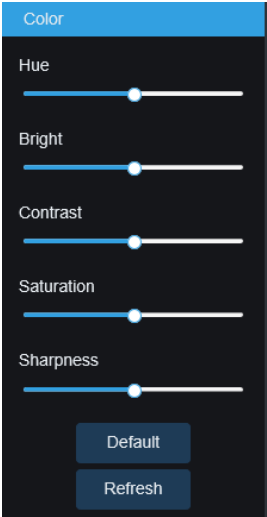 Color
Hue
Bright
Contrast
Saturation
Sharpness
Default
Refresh